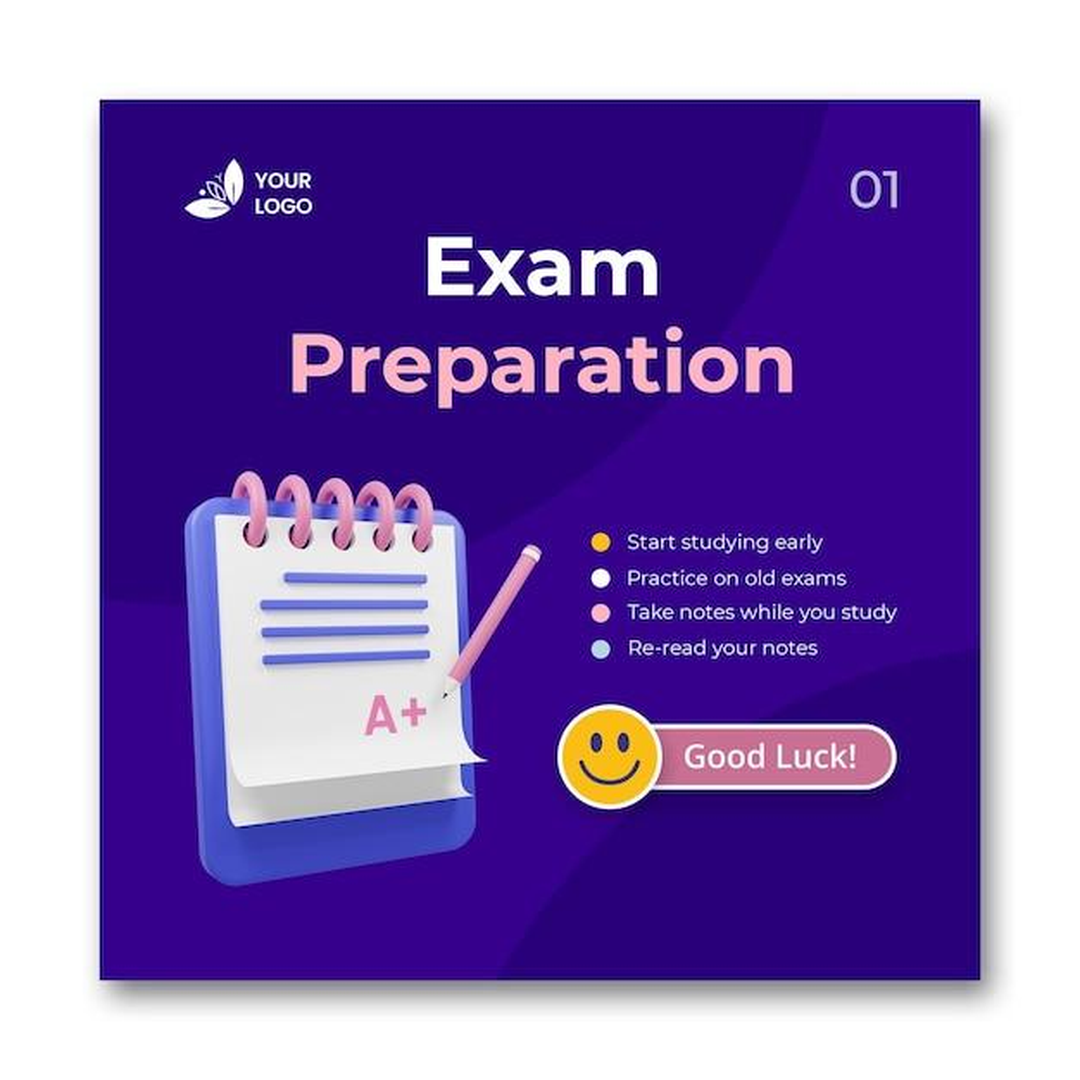 YOUR
LOGO
01
Exam
Preparation
Start studying early
Practice on old exams
Take notes while you study
Re-read your notes
A+
Good Luck!